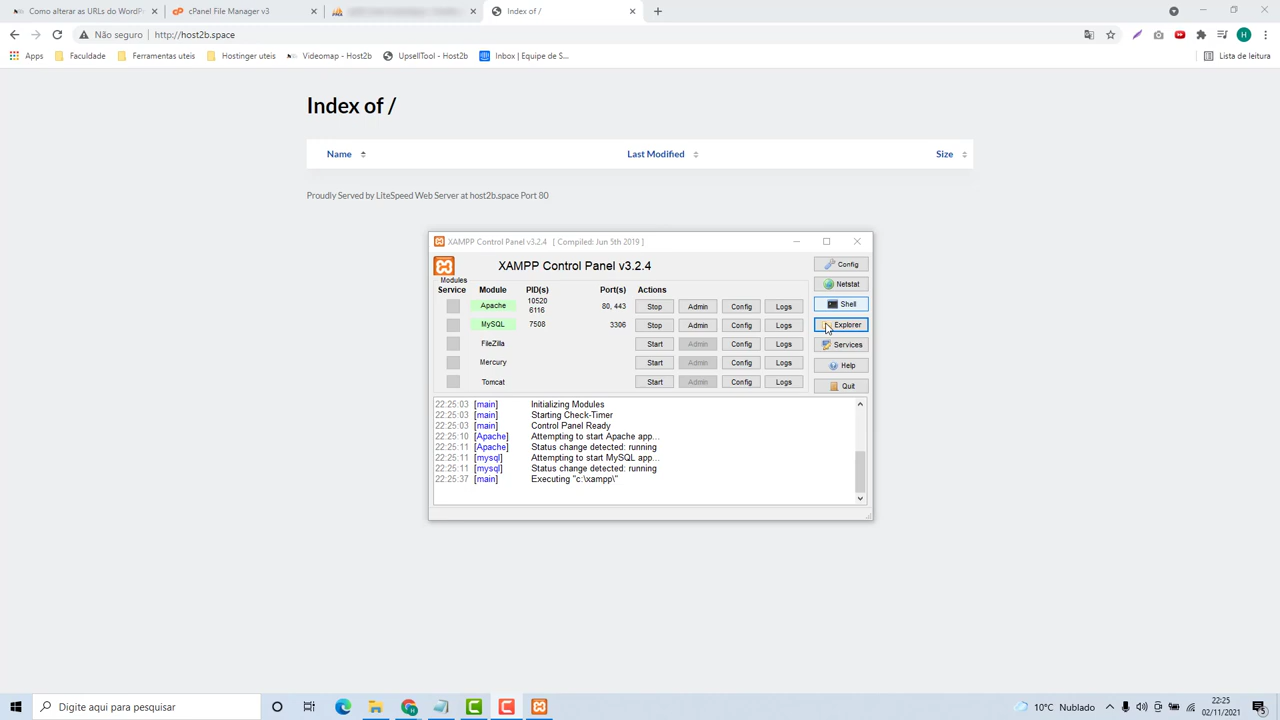 Como alterar as URLs do WordPr
cPanel File Manager v3
Index of /
Não seguro
http://host2b.space
Apps
Faculdade
Ferramentas uteis
Hostinger uteis
Videomap - Host2b
UpsellTool - Host2b
Inbox | Equipe de S...
Lista de leitura
Index of /
Name
Last Modified
Size
Proudly Served by LiteSpeed Web Server at host2b.space Port 80
XAMPP Control Panel v3.2.4 [ Compiled: Jun 5th 2019 ]
XAMPP Control Panel v3.2.4
Modules
Service
Module
PID(s)
Port(s)
Actions
Apache
10520
6116
80, 443
Stop
Admin
Config
Logs
MySQL
7508
3306
Stop
Admin
Config
Logs
FileZilla
Start
Admin
Config
Logs
Mercury
Start
Admin
Config
Logs
Tomcat
Start
Admin
Config
Logs
Config
Netstat
Shell
Explorer
Services
Help
Quit
22:25:03 [main] Initializing Modules
22:25:03 [main] Starting Check-Timer
22:25:03 [main] Control Panel Ready
22:25:10 [Apache] Attempting to start Apache app...
22:25:11 [Apache] Status change detected: running
22:25:11 [mysql] Attempting to start MySQL app...
22:25:11 [mysql] Status change detected: running
22:25:37 [main] Executing "c:\xampp\"
Digite aqui para pesquisar
10°C Nublado
22:25
02/11/2021